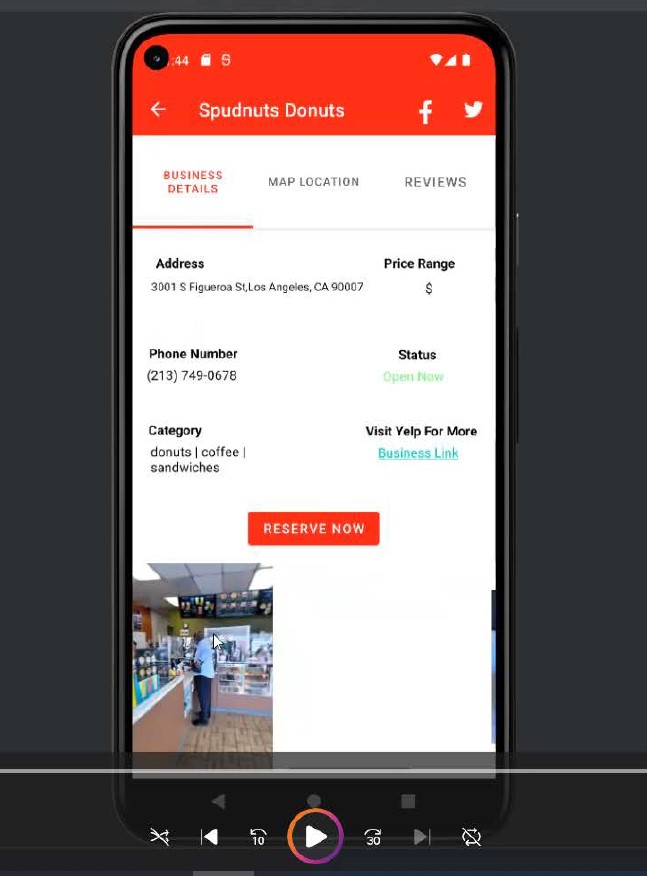 :44
Spudnuts Donuts
BUSINESS
DETAILS
MAP LOCATION
REVIEWS
Address
Price Range
3001 S Figueroa St,Los Angeles, CA 90007
$
Phone Number
Status
(213) 749-0678
Open Now
Category
Visit Yelp For More
donuts | coffee |
sandwiches
Business Link
RESERVE NOW
10
30